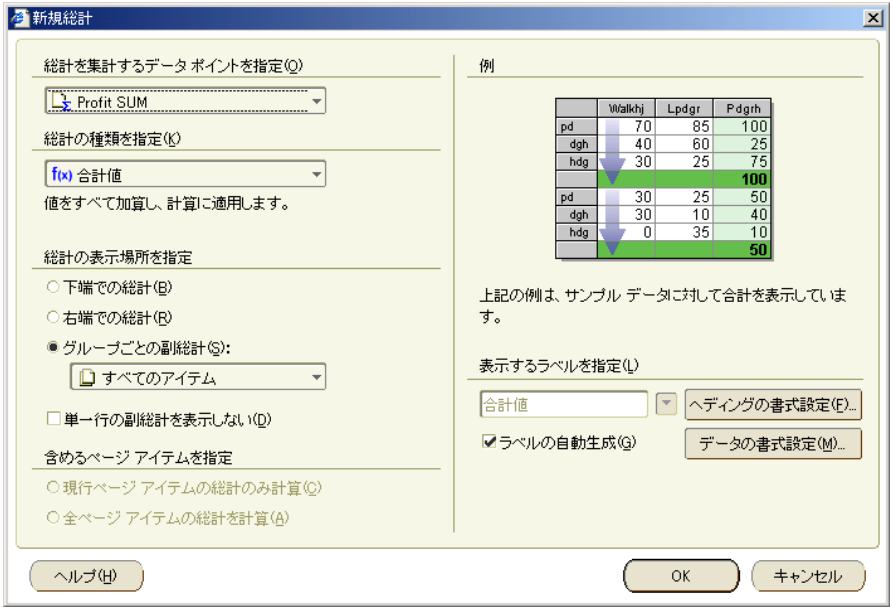 新規総計
総計を集計するデータ ポイントを指定(O)
Profit SUM
総計の種類を指定(K)
f(x) 合計値
値をすべて加算し、計算に適用します。
総計の表示場所を指定
下端での総計(B)
右端での総計(R)
グループごとの副総計(S):
すべてのアイテム
単一行の副総計を表示しない(D)
含めるページ アイテムを指定
現行ページ アイテムの総計のみ計算(C)
全ページ アイテムの総計を計算(A)
例
Walkhj Lpdgr Pdgrh
pd 70 85 100
dgh 40 60 25
hdg 30 25 75
100
pd 30 25 50
dgh 30 10 40
hdg 0 35 10
50
上記の例は、サンプル データに対して合計を表示していま
す。
表示するラベルを指定(L)
合計値 ヘディングの書式設定(F)...
ラベルの自動生成(G) データの書式設定(M)...
ヘルプ(H) OK キャンセル